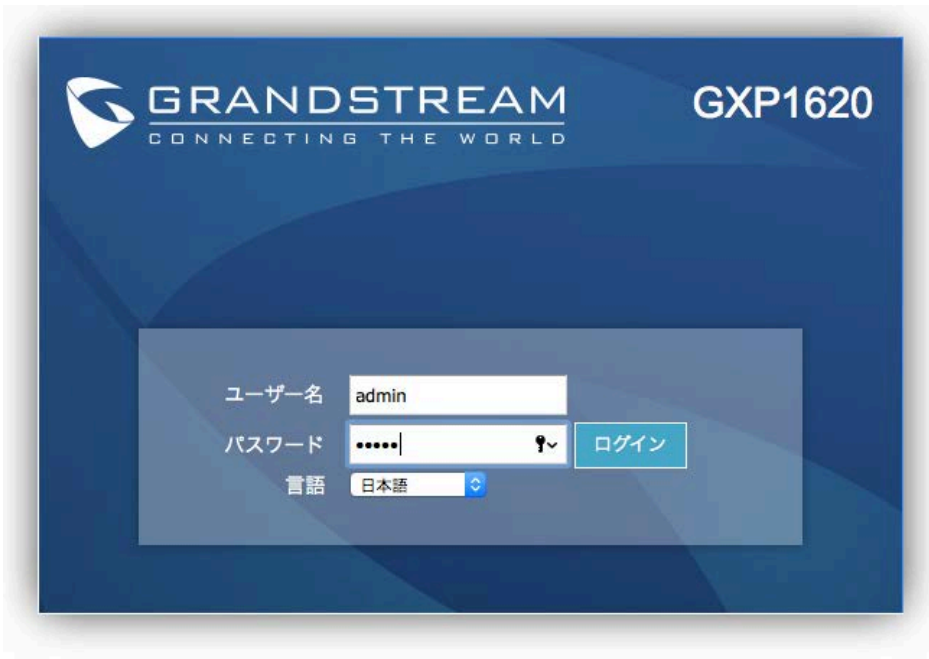 GRANDSTREAM
CONNECTING THE WORLD
GXP1620
ユーザー名 admin
パスワード ••••• ログイン
言語 日本語